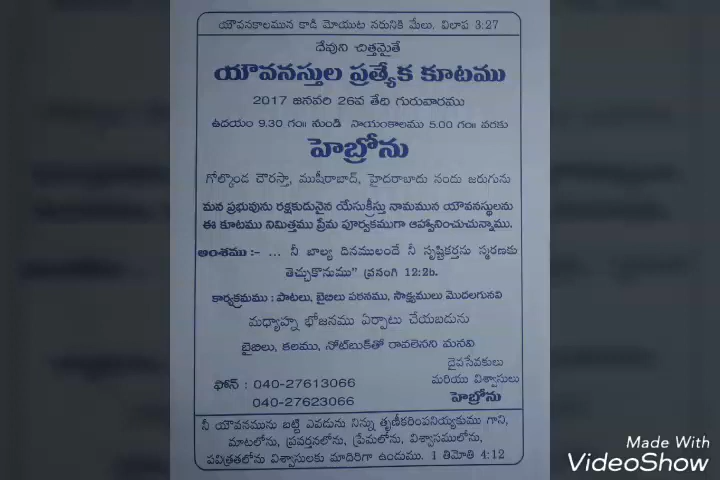 యౌవనకాలమున కాడి మోయుట నరునికి మేలు. విలాప 3:27
దేవుని చిత్తమైతే
యౌవనస్తుల ప్రత్యేక కూటము
2017 జనవరి 26వ తేది గురువారము
ఉదయం 9.30 గం॥ నుండి సాయంకాలము 5.00 గం॥ వరకు
హెబ్రోను
గోల్కొండ చౌరస్తా, ముషీరాబాద్, హైదరాబాదు నందు జరుగును
మన ప్రభువును రక్షకుడునైన యేసుక్రీస్తు నామమున యౌవనస్థులను
ఈ కూటము నిమిత్తము ప్రేమ పూర్వకముగా ఆహ్వానించుచున్నాము.
అంశము :- ... నీ బాల్య దినములందే నీ సృష్టికర్తను స్మరణకు
తెచ్చుకొనుము" ప్రసంగి 12:2b.
కార్యక్రమము : పాటలు, బైబిలు పఠనము, సాక్ష్యములు మొదలగునవి
మధ్యాహ్న భోజనము ఏర్పాటు చేయబడును
బైబిలు, కలము, నోట్‌బుక్‌తో రావలెనని మనవి
దైవసేవకులు
ఫోన్ : 040-27613066 మరియు విశ్వాసులు
040-27623066 హెబ్రోను
నీ యౌవనమును బట్టి ఎవడును నిన్ను తృణీకరింపనియ్యకుము గాని,
మాటలోను, ప్రవర్తనలోను, ప్రేమలోను, విశ్వాసములోను,
పవిత్రతలోను విశ్వాసులకు మాదిరిగా ఉండుము. 1 తిమోతి 4:12
Made With
VideoShow